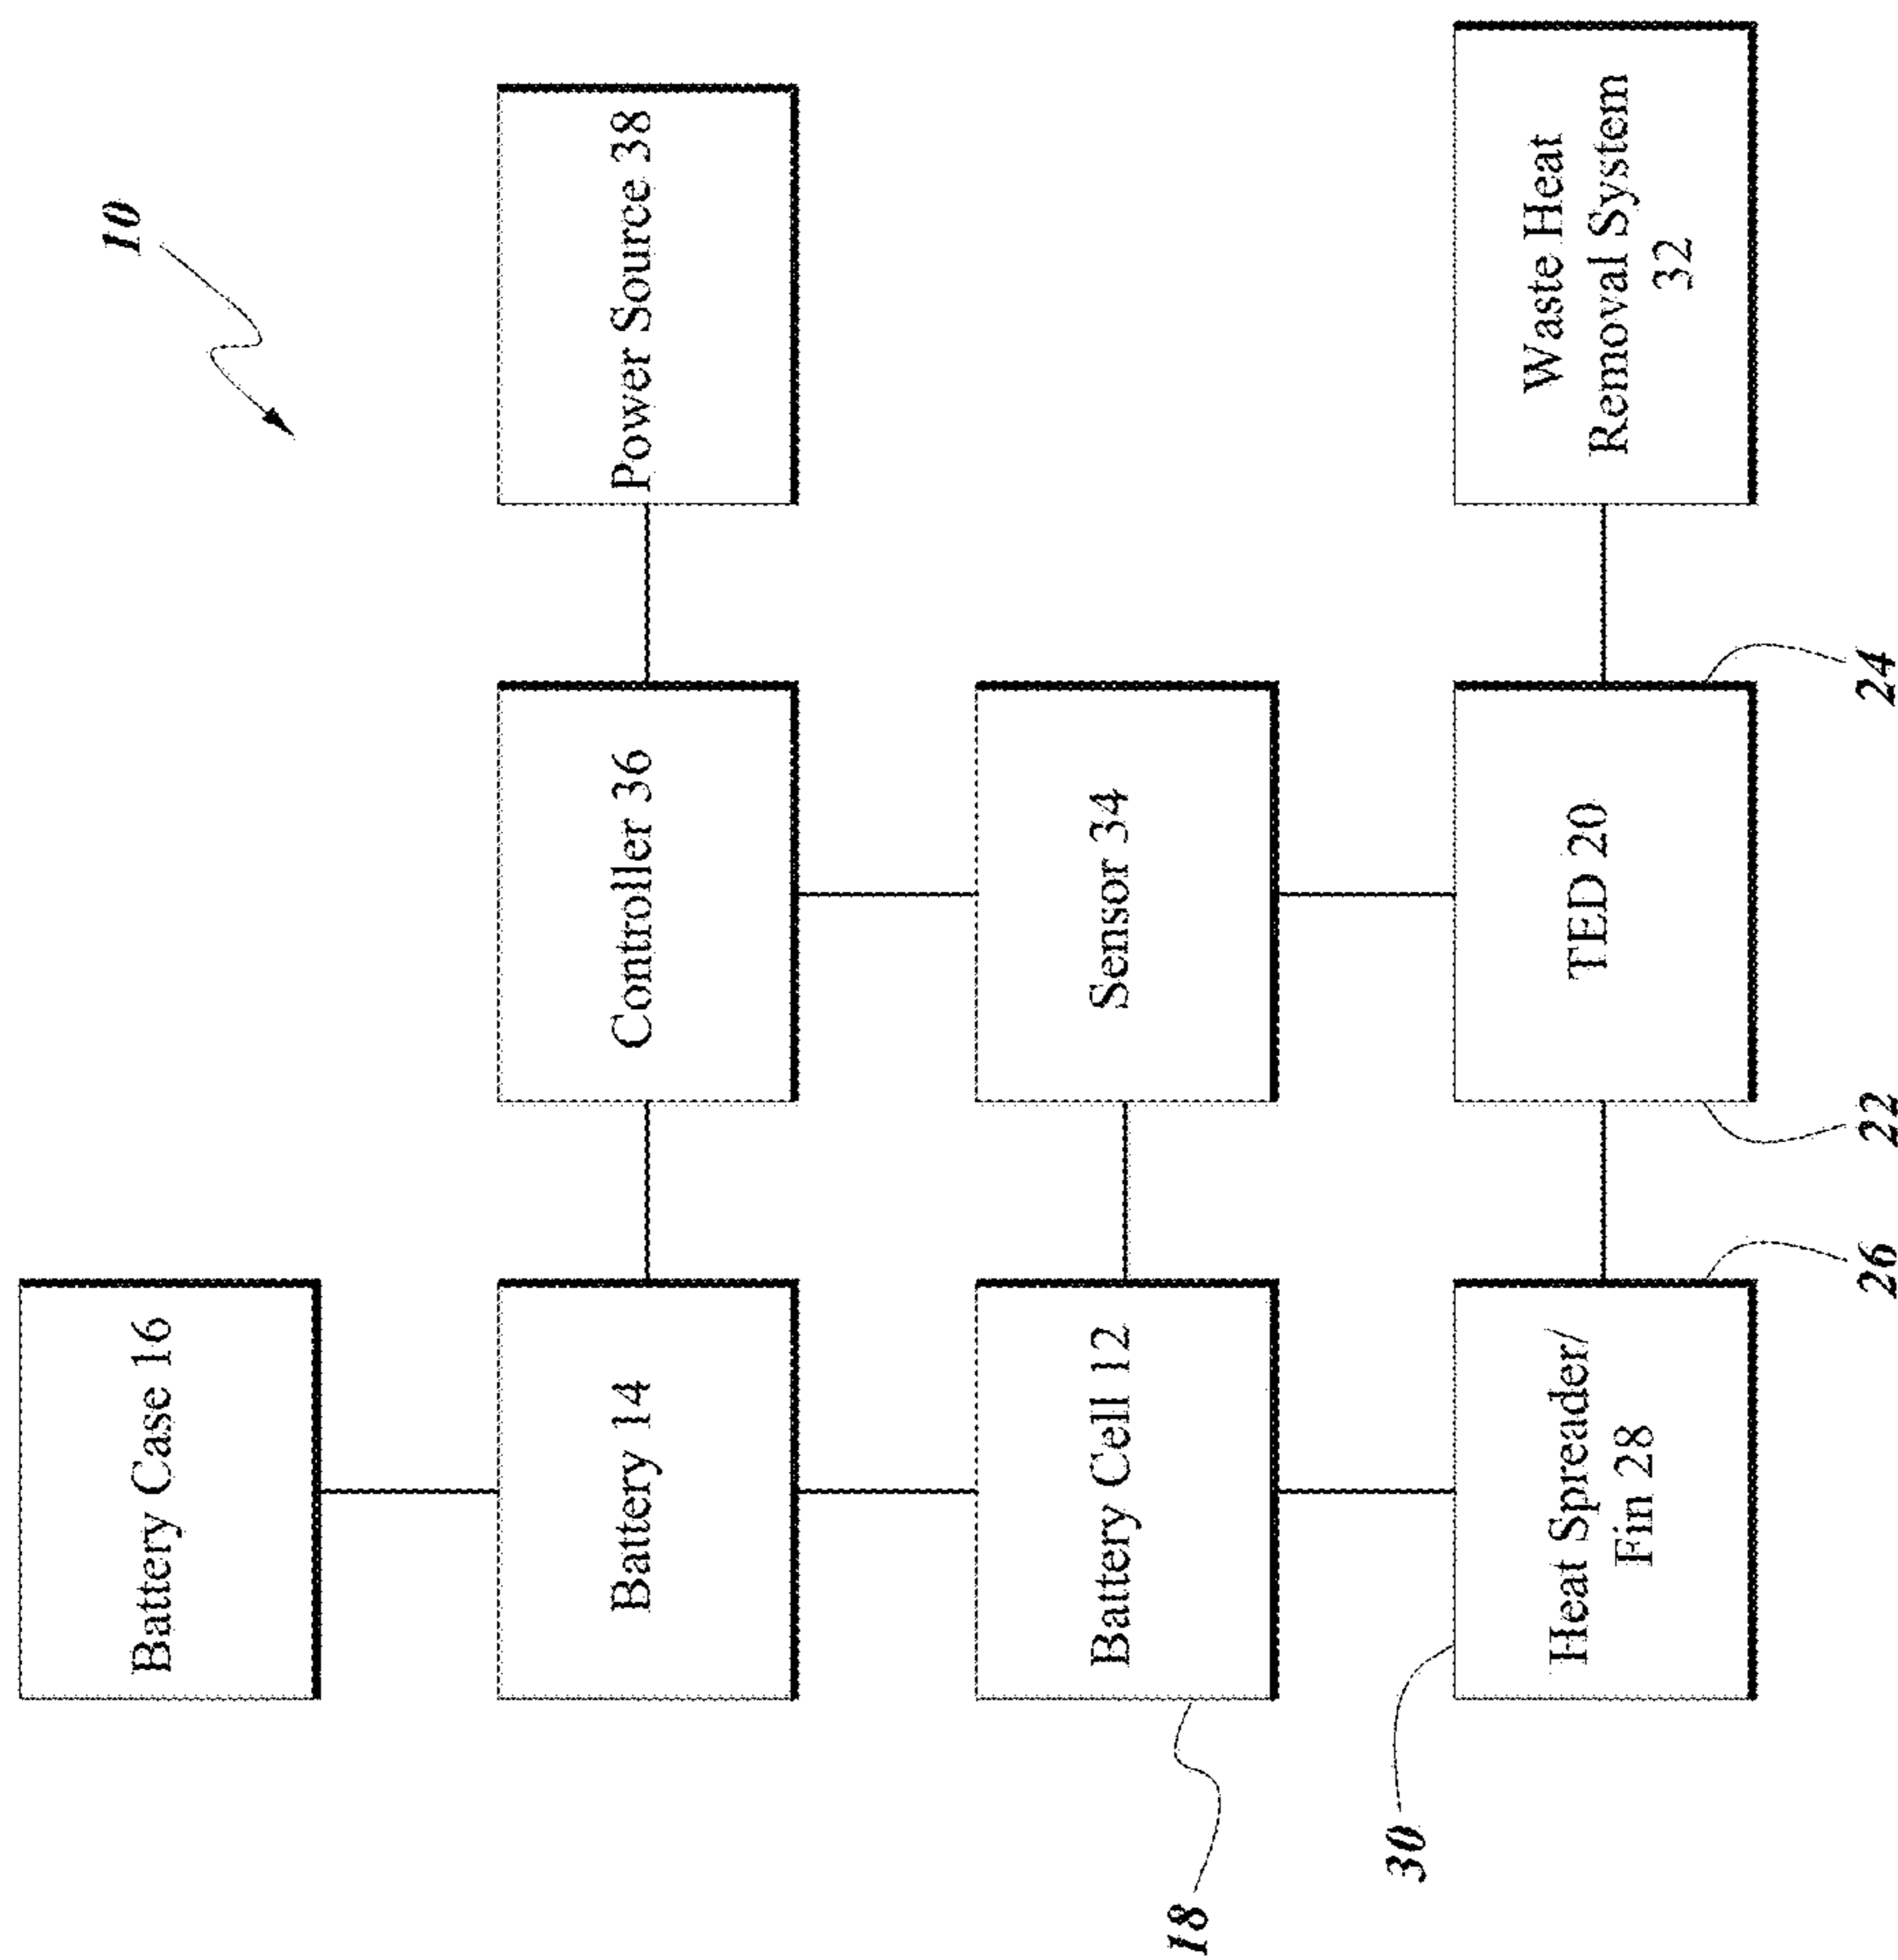 10
Battery Case 16
Battery 14
Controller 36
Power Source 38
Battery Cell 12
Sensor 34
18
30
Heat Spreader/
Fin 28
TED 20
Waste Heat
Removal System
32
26
22
24